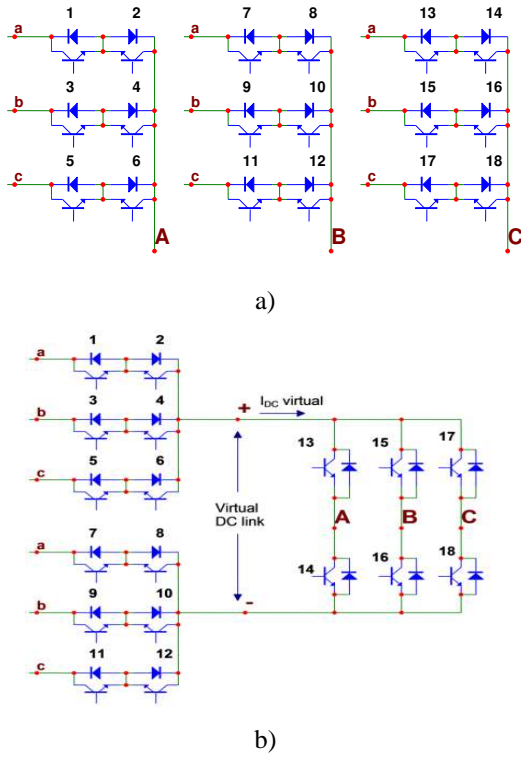 1 2 7 8 13 14
a a a
3 4 9 10 15 16
b b b
5 6 11 12 17 18
c c c
A B C
a)
1 2
a
+ I_DC virtual
3 4
b
13 15 17
5 6
c
Virtual
DC link
A B C
7 8
a
14 16 18
9 10
b
-
11 12
c
b)